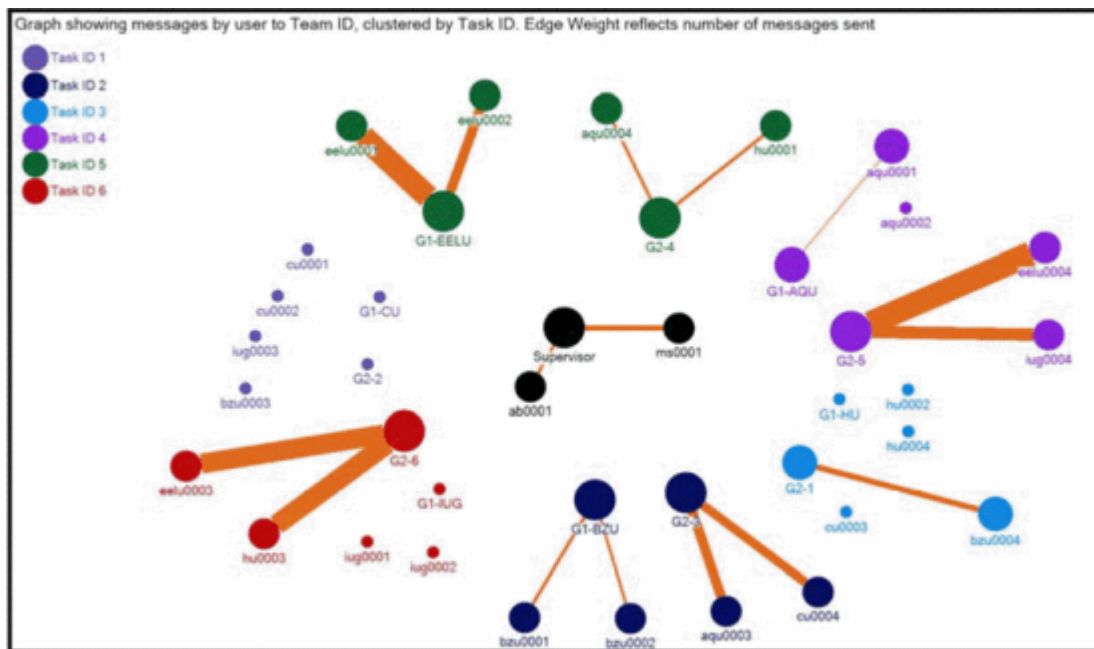 Graph showing messages by user to Team ID, clustered by Task ID. Edge Weight reflects number of messages sent
Task ID 1
Task ID 2
Task ID 3
Task ID 4
Task ID 5
Task ID 6
eelu0002
eelu0001
G1-EELU
aqu0004
hu0001
G2-4
aqu0001
aqu0002
G1-AQU
eelu0004
G2-5
iug0004
cu0001
cu0002
G1-CU
iug0003
G2-2
bzu0003
Supervisor
ms0001
ab0001
G1-HU
hu0002
hu0004
G2-1
cu0003
bzu0004
G2-6
eelu0003
G1-IUG
hu0003
iug0001
iug0002
G1-BZU
G2-3
bzu0001
bzu0002
aqu0003
cu0004